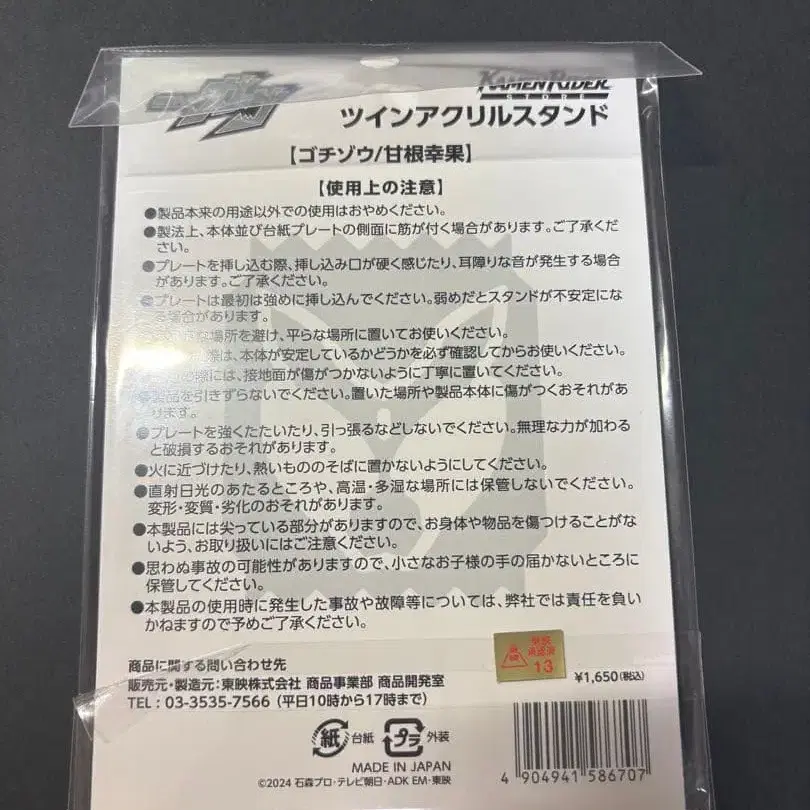 KAMEN RIDER
STORE
ツインアクリルスタンド
【ゴチゾウ/甘根幸果】
【使用上の注意】
●製品本来の用途以外での使用はおやめください。
●製法上、本体並び台紙プレートの側面に筋が付く場合があります。ご了承くだ
さい。
●プレートを挿し込む際、挿し込み口が硬く感じたり、耳障りな音が発生する場合
があります。ご了承ください。
●プレートは最初は強めに挿し込んでください。弱めだとスタンドが不安定にな
る場合があります。
な場所を避け、平らな場所に置いてお使いください。
際は、本体が安定しているかどうかを必ず確認してからお使いください。
の際には、接地面が傷がつかないように丁寧に置いてください。
●製品を引きずらないでください。置いた場所や製品本体に傷がつくおそれがあ
ります。
●プレートを強くたたいたり、引っ張るなどしないでください。無理な力が加わる
と破損するおそれがあります。
●火に近づけたり、熱いもののそばに置かないようにしてください。
●直射日光のあたるところや、高温・多湿な場所には保管しないでください。
変形・変質・劣化のおそれがあります。
●本製品には尖っている部分がありますので、お身体や物品を傷つけることがな
いよう、お取り扱いにはご注意ください。
●思わぬ事故の可能性がありますので、小さなお子様の手の届かないところに
保管してください。
●本製品の使用時に発生した事故や故障等については、弊社では責任を負い
かねますので予めご了承ください。
13
¥1,650(税込)
商品に関する問い合わせ先
販売元・製造元:東映株式会社 商品事業部 商品開発室
TEL:03-3535-7566(平日10時から17時まで)
紙 台紙 プラ 外装
MADE IN JAPAN
©2024 石森プロ・テレビ朝日・ADK EM・東映
4 904941 586707